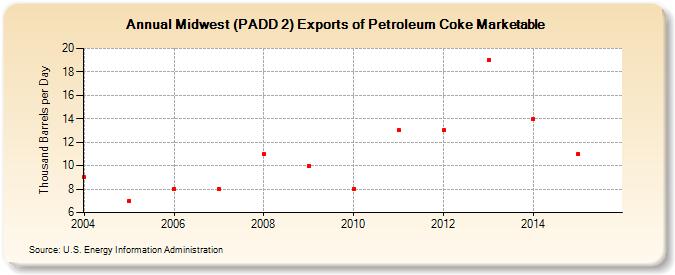 Annual Midwest (PADD 2) Exports of Petroleum Coke Marketable
Thousand Barrels per Day
20
18
16
14
12
10
8
6
2004 2006 2008 2010 2012 2014
Source: U.S. Energy Information Administration